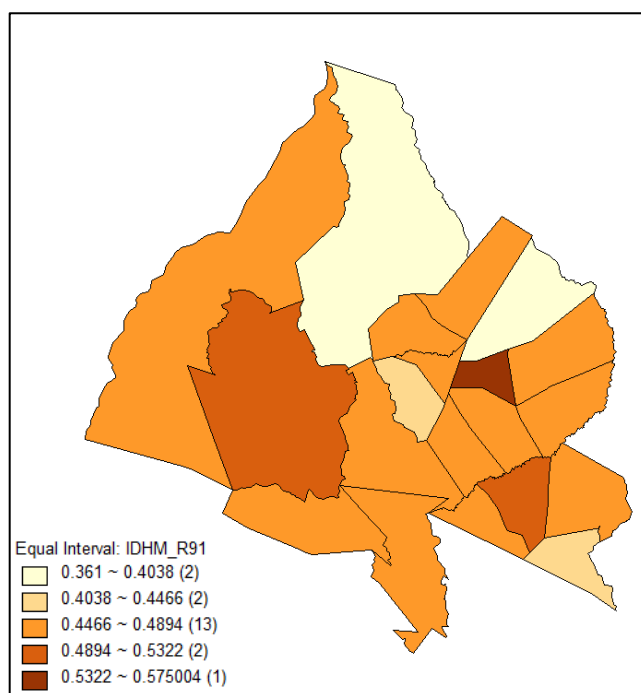 Equal Interval: IDHM_R91
0.361 ~ 0.4038 (2)
0.4038 ~ 0.4466 (2)
0.4466 ~ 0.4894 (13)
0.4894 ~ 0.5322 (2)
0.5322 ~ 0.575004 (1)